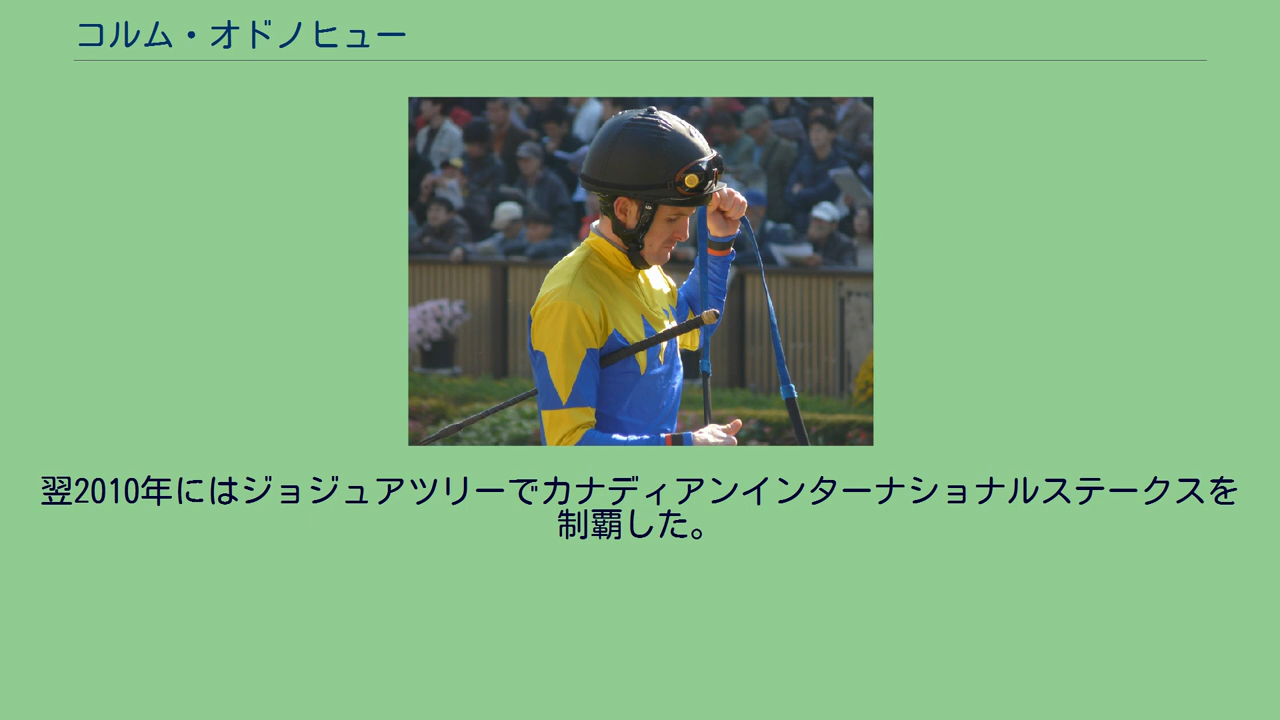 コルム・オドノヒュー
翌2010年にはジョジュアツリーでカナディアンインターナショナルステークスを
制覇した。